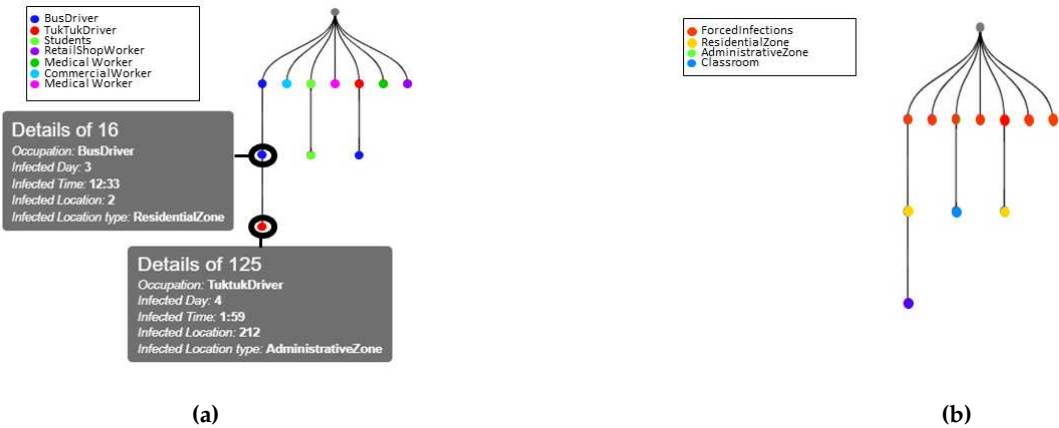 BusDriver
TukTukDriver
Students
RetailShopWorker
Medical Worker
CommercialWorker
Medical Worker
Details of 16
Occupation: BusDriver
Infected Day: 3
Infected Time: 12:33
Infected Location: 2
Infected Location type: ResidentialZone
Details of 125
Occupation: TuktukDriver
Infected Day: 4
Infected Time: 1:59
Infected Location: 212
Infected Location type: AdministrativeZone
(a)
ForcedInfections
ResidentialZone
AdministrativeZone
Classroom
(b)